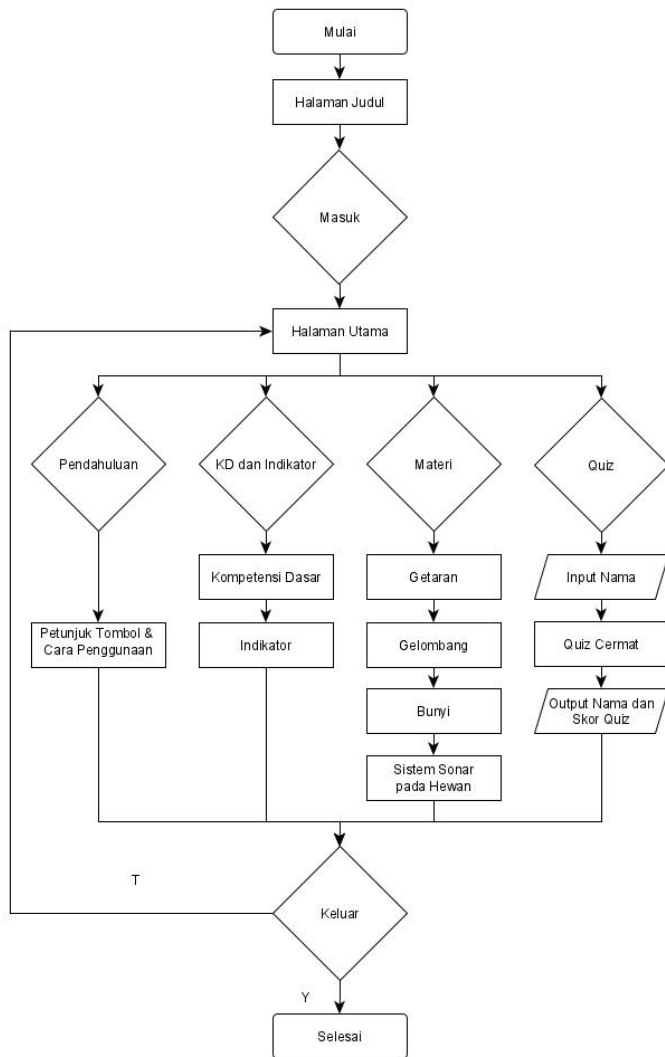 Mulai
Halaman Judul
Masuk
Halaman Utama
Pendahuluan
KD dan Indikator
Materi
Quiz
Petunjuk Tombol &
Cara Penggunaan
Kompetensi Dasar
Indikator
Getaran
Gelombang
Bunyi
Sistem Sonar
pada Hewan
Input Nama
Quiz Cermat
Output Nama dan
Skor Quiz
T
Keluar
Y
Selesai